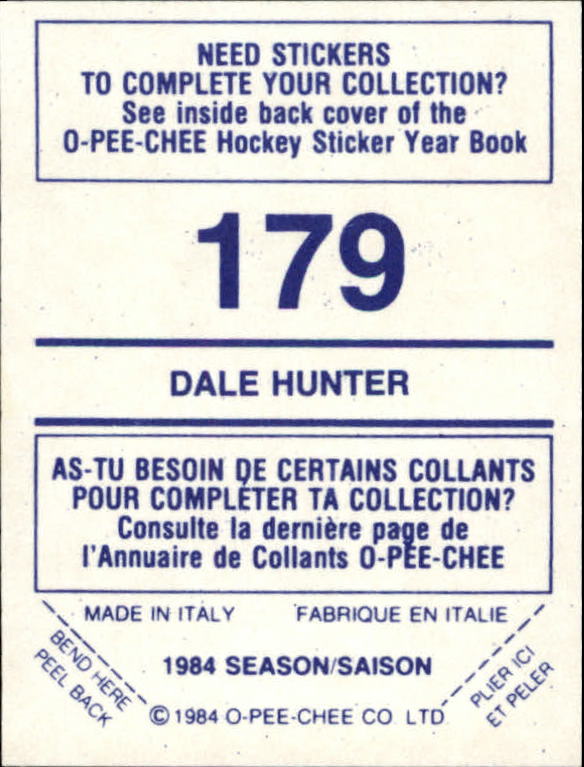 NEED STICKERS
TO COMPLETE YOUR COLLECTION?
See inside back cover of the
O-PEE-CHEE Hockey Sticker Year Book
179
DALE HUNTER
AS-TU BESOIN DE CERTAINS COLLANTS
POUR COMPLÉTER TA COLLECTION?
Consulte la dernière page de
l'Annuaire de Collants O-PEE-CHEE
MADE IN ITALY FABRIQUE EN ITALIE
BEND HERE
PEEL BACK
1984 SEASON/SAISON
PLIER ICI
ET PELER
© 1984 O-PEE-CHEE CO. LTD.